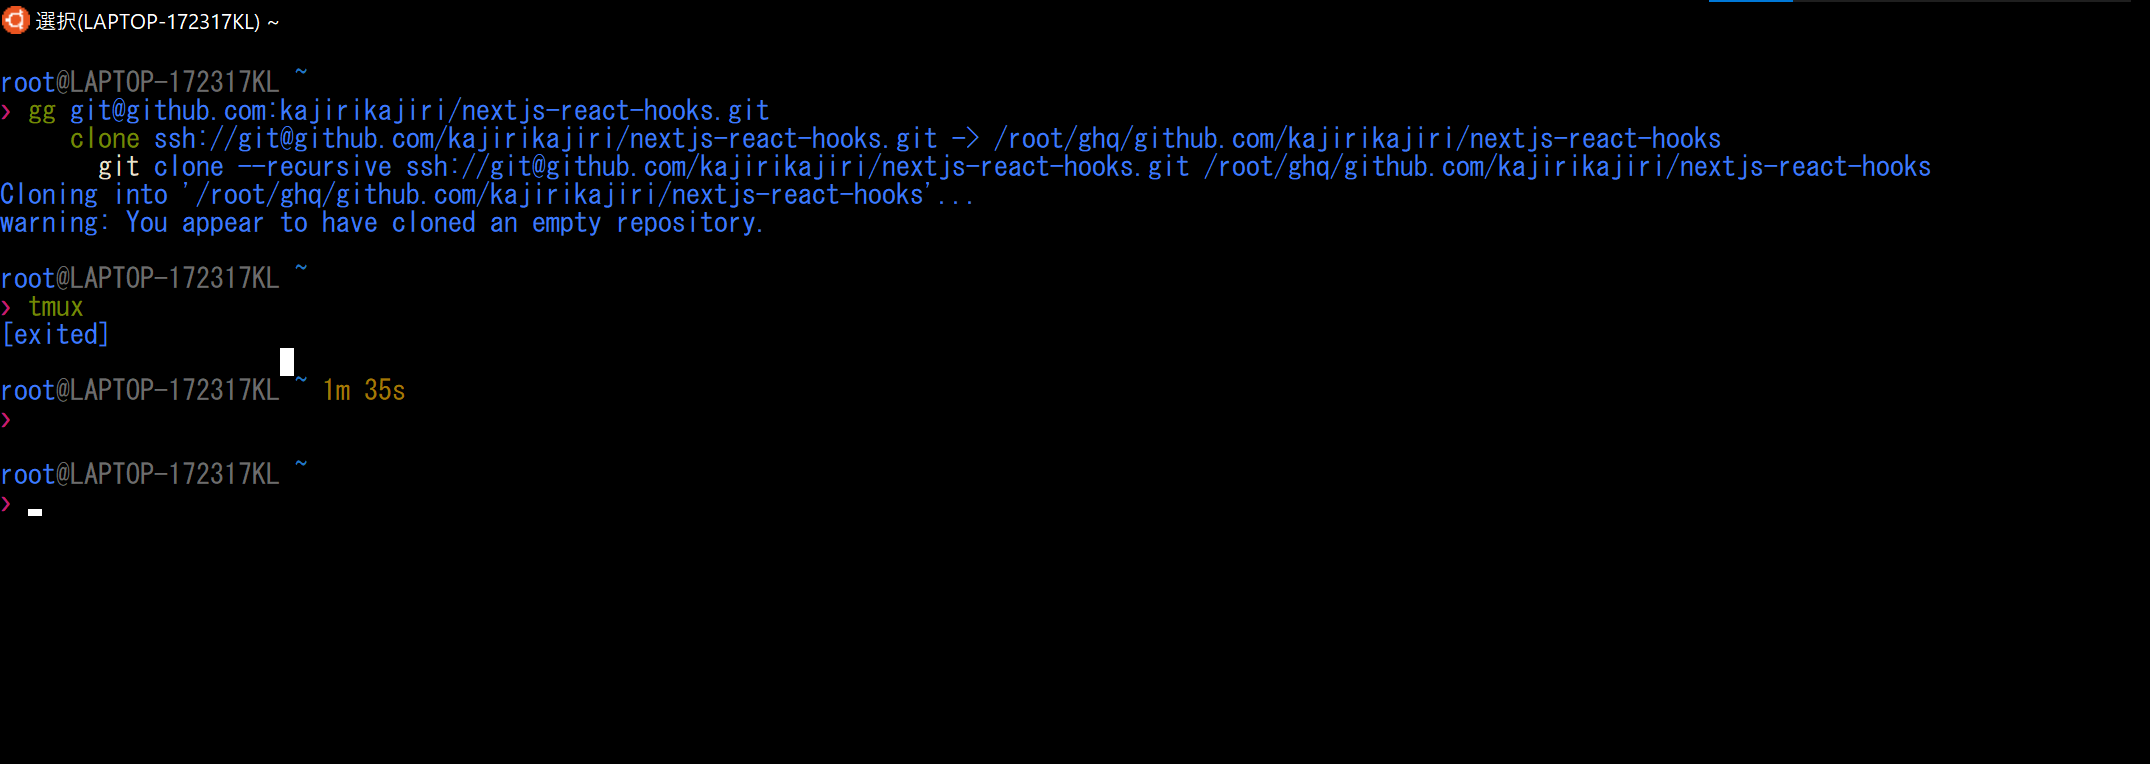 選択(LAPTOP-172317KL) ~
root@LAPTOP-172317KL ~
❯ gg git@github.com:kajirikajiri/nextjs-react-hooks.git
clone ssh://git@github.com/kajirikajiri/nextjs-react-hooks.git -> /root/ghq/github.com/kajirikajiri/nextjs-react-hooks
git clone --recursive ssh://git@github.com/kajirikajiri/nextjs-react-hooks.git /root/ghq/github.com/kajirikajiri/nextjs-react-hooks
Cloning into '/root/ghq/github.com/kajirikajiri/nextjs-react-hooks'...
warning: You appear to have cloned an empty repository.
root@LAPTOP-172317KL ~
❯ tmux
[exited]
root@LAPTOP-172317KL ~ 1m 35s
❯
root@LAPTOP-172317KL ~
❯